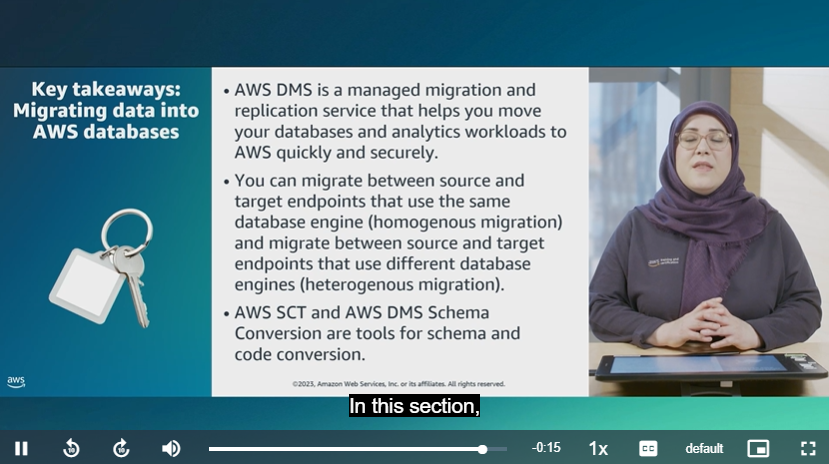 Key takeaways:
Migrating data into
AWS databases
• AWS DMS is a managed migration and
replication service that helps you move
your databases and analytics workloads to
AWS quickly and securely.
• You can migrate between source and
target endpoints that use the same
database engine (homogenous migration)
and migrate between source and target
endpoints that use different database
engines (heterogenous migration).
• AWS SCT and AWS DMS Schema
Conversion are tools for schema and
code conversion.
aws
©2023, Amazon Web Services, Inc. or its affiliates. All rights reserved.
aws
In this section,
10
10
-0:15
1x
CC
default